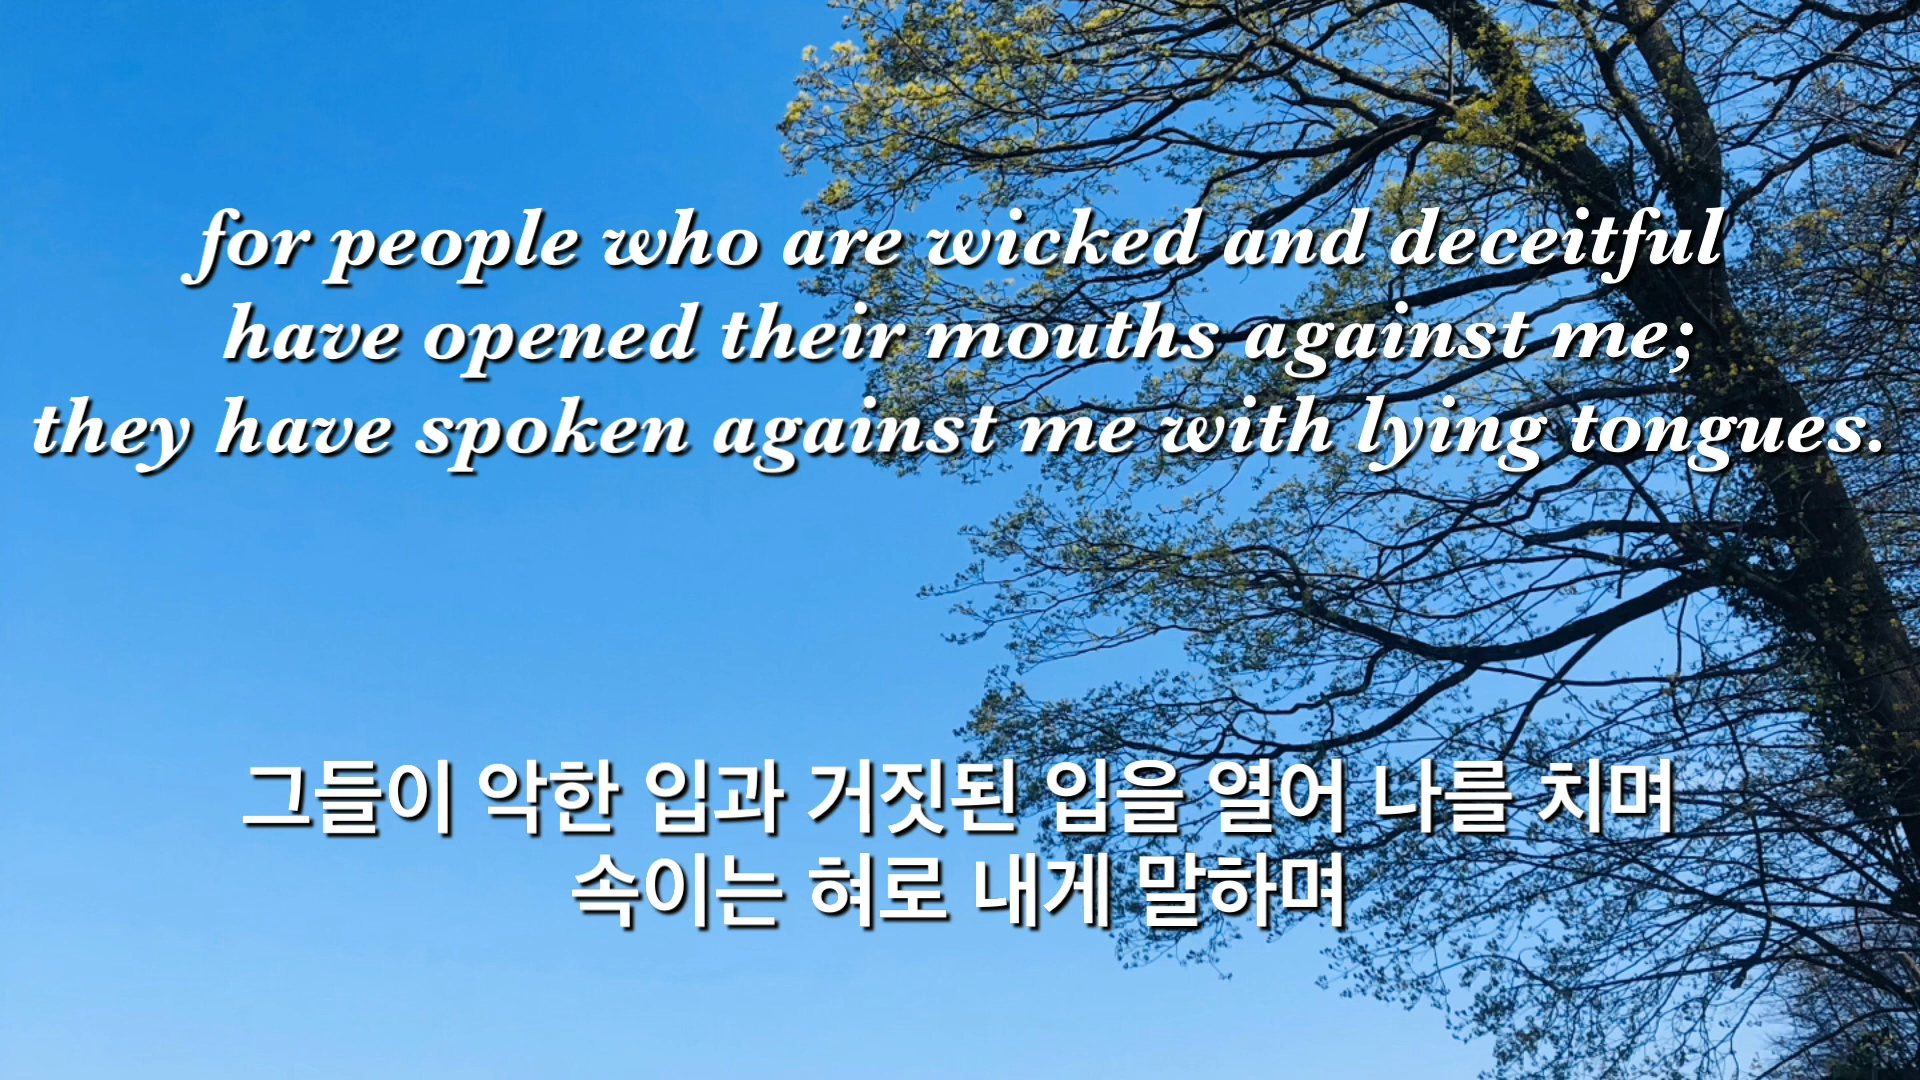 for people who are wicked and deceitful
have opened their mouths against me;
they have spoken against me with lying tongues.
그들이 악한 입과 거짓된 입을 열어 나를 치며
속이는 혀로 내게 말하며